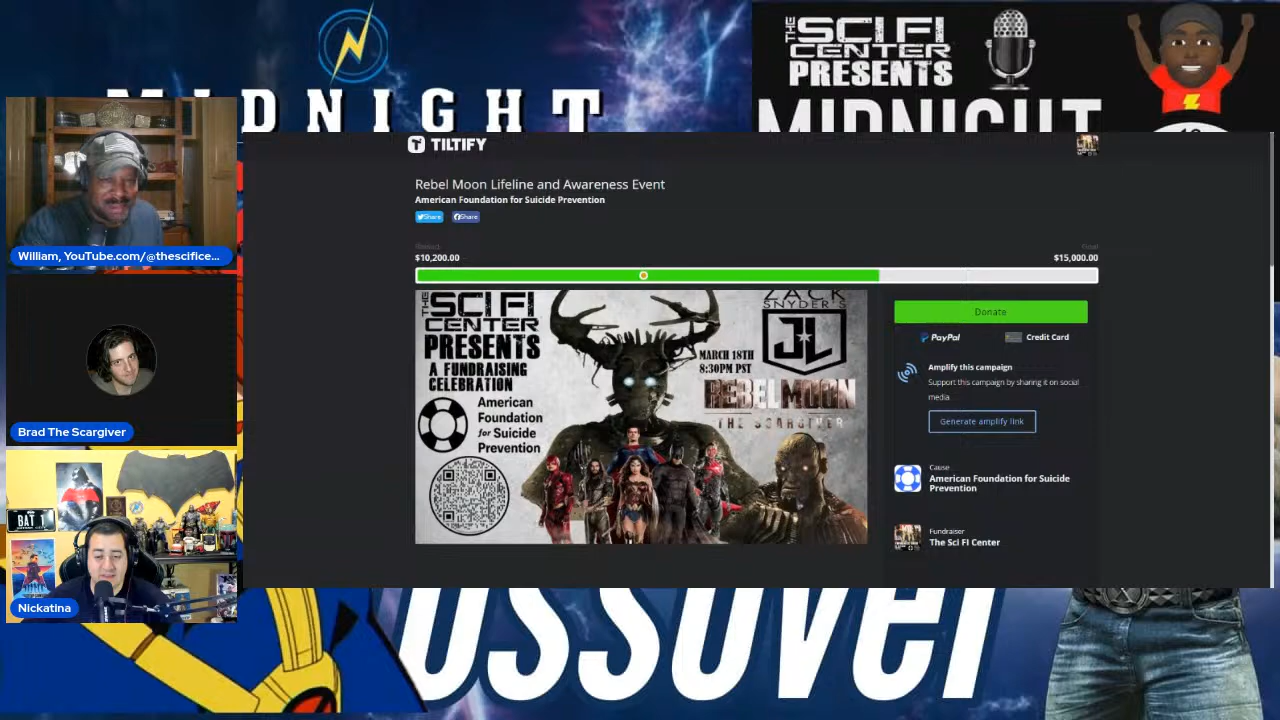 MIDNIGHT
THE
SCI FI
CENTER
PRESENTS
MIDNIGHT
William, YouTube.com/@thescifice...
Brad The Scargiver
BAT
Nickatina
TILTIFY
Rebel Moon Lifeline and Awareness Event
American Foundation for Suicide Prevention
Share
Share
Raised:
$10,200.00
Goal
$15,000.00
THE
SCI FI
CENTER
PRESENTS
A FUNDRAISING
CELEBRATION
American
Foundation
for Suicide
Prevention
ZACK
SNYDER'S
JL
MARCH 18TH
8:30PM PST
REBEL MOON
THE SCARGIVER
Donate
PayPal
Credit Card
Amplify this campaign
Support this campaign by sharing it on social
media.
Generate amplify link
Cause
American Foundation for Suicide
Prevention
Fundraiser
The Sci FI Center
ossover